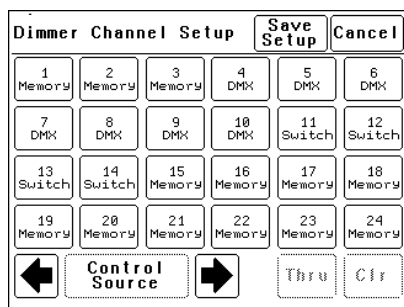 Dimmer Channel Setup Save Setup Cancel
1 Memory 2 Memory 3 Memory 4 DMX 5 DMX 6 DMX
7 DMX 8 DMX 9 DMX 10 DMX 11 Switch 12 Switch
13 Switch 14 Switch 15 Memory 16 Memory 17 Memory 18 Memory
19 Memory 20 Memory 21 Memory 22 Memory 23 Memory 24 Memory
Control Source Thru Clr